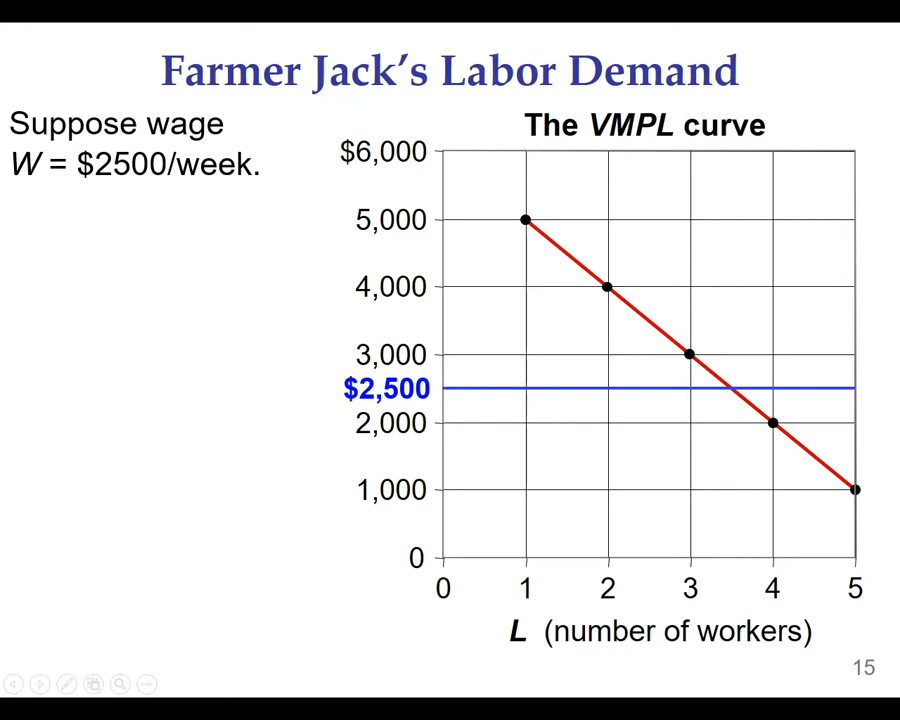 Farmer Jack’s Labor Demand
Suppose wage
W = $2500/week.
The VMPL curve
$6,000
5,000
4,000
3,000
$2,500
2,000
1,000
0
0 1 2 3 4 5
L (number of workers)
15